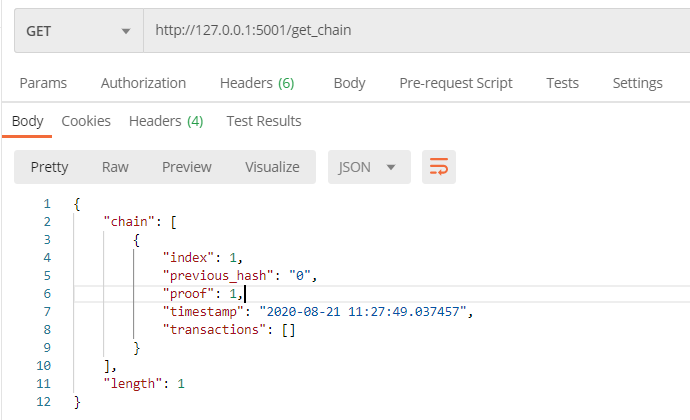 GET http://127.0.0.1:5001/get_chain
Params Authorization Headers (6) Body Pre-request Script Tests Settings
Body Cookies Headers (4) Test Results
Pretty Raw Preview Visualize JSON
1 {
2 "chain": [
3 {
4 "index": 1,
5 "previous_hash": "0",
6 "proof": 1,
7 "timestamp": "2020-08-21 11:27:49.037457",
8 "transactions": []
9 }
10 ],
11 "length": 1
12 }